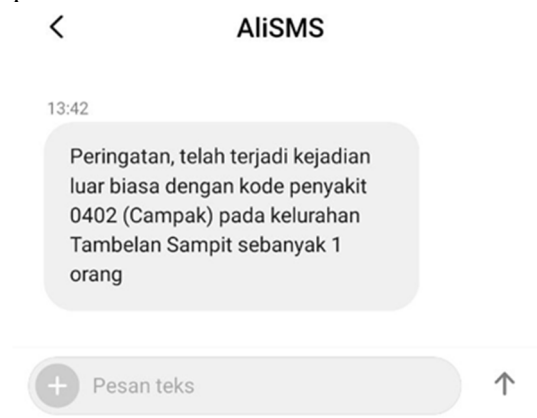 AliSMS
13:42
Peringatan, telah terjadi kejadian
luar biasa dengan kode penyakit
0402 (Campak) pada kelurahan
Tambelan Sampit sebanyak 1
orang
Pesan teks